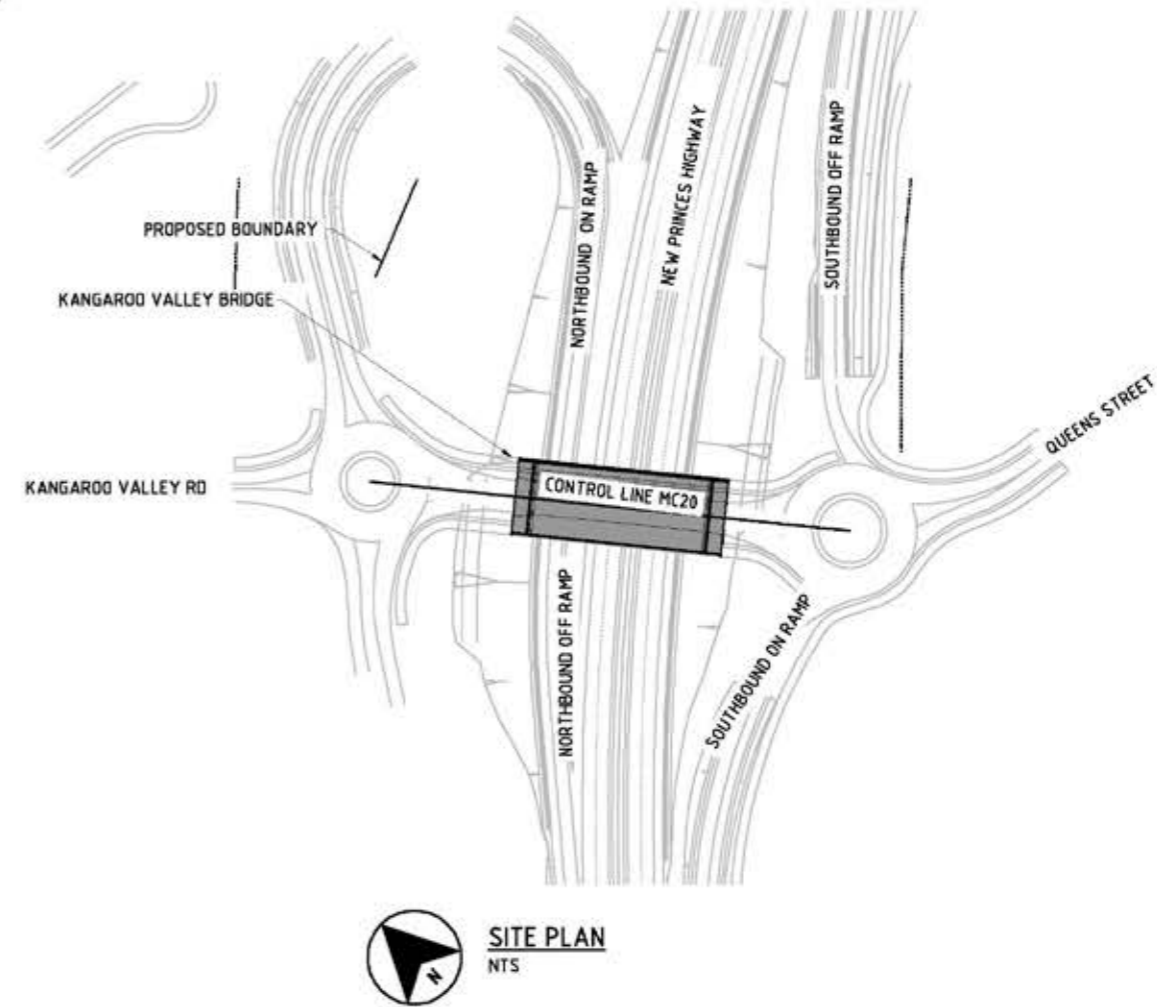 NEW PRINCES HIGHWAY
SOUTHBOUND OFF RAMP
NORTHBOUND ON RAMP
PROPOSED BOUNDARY
KANGAROO VALLEY BRIDGE
QUEENS STREET
KANGAROO VALLEY RD
CONTROL LINE MC20
NORTHBOUND OFF RAMP
SOUTHBOUND ON RAMP
N
SITE PLAN
NTS